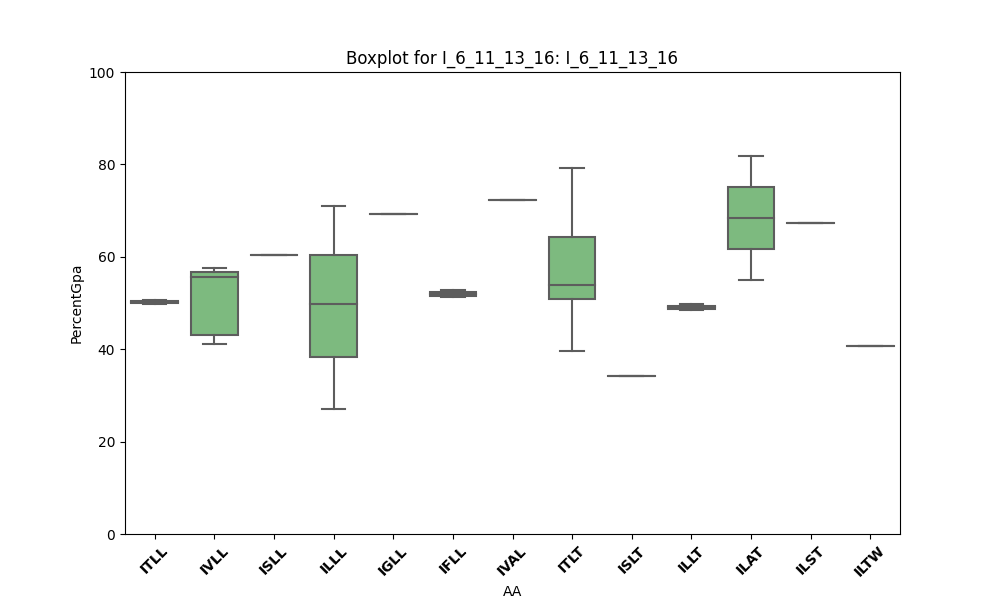 Boxplot for I_6_11_13_16: I_6_11_13_16
100
80
60
40
20
0
PercentGpa
ITLL IVLL ISLL ILLL IGLL IFLL IVAL ITLT ISLT ILLT ILAT ILST ILTW
AA